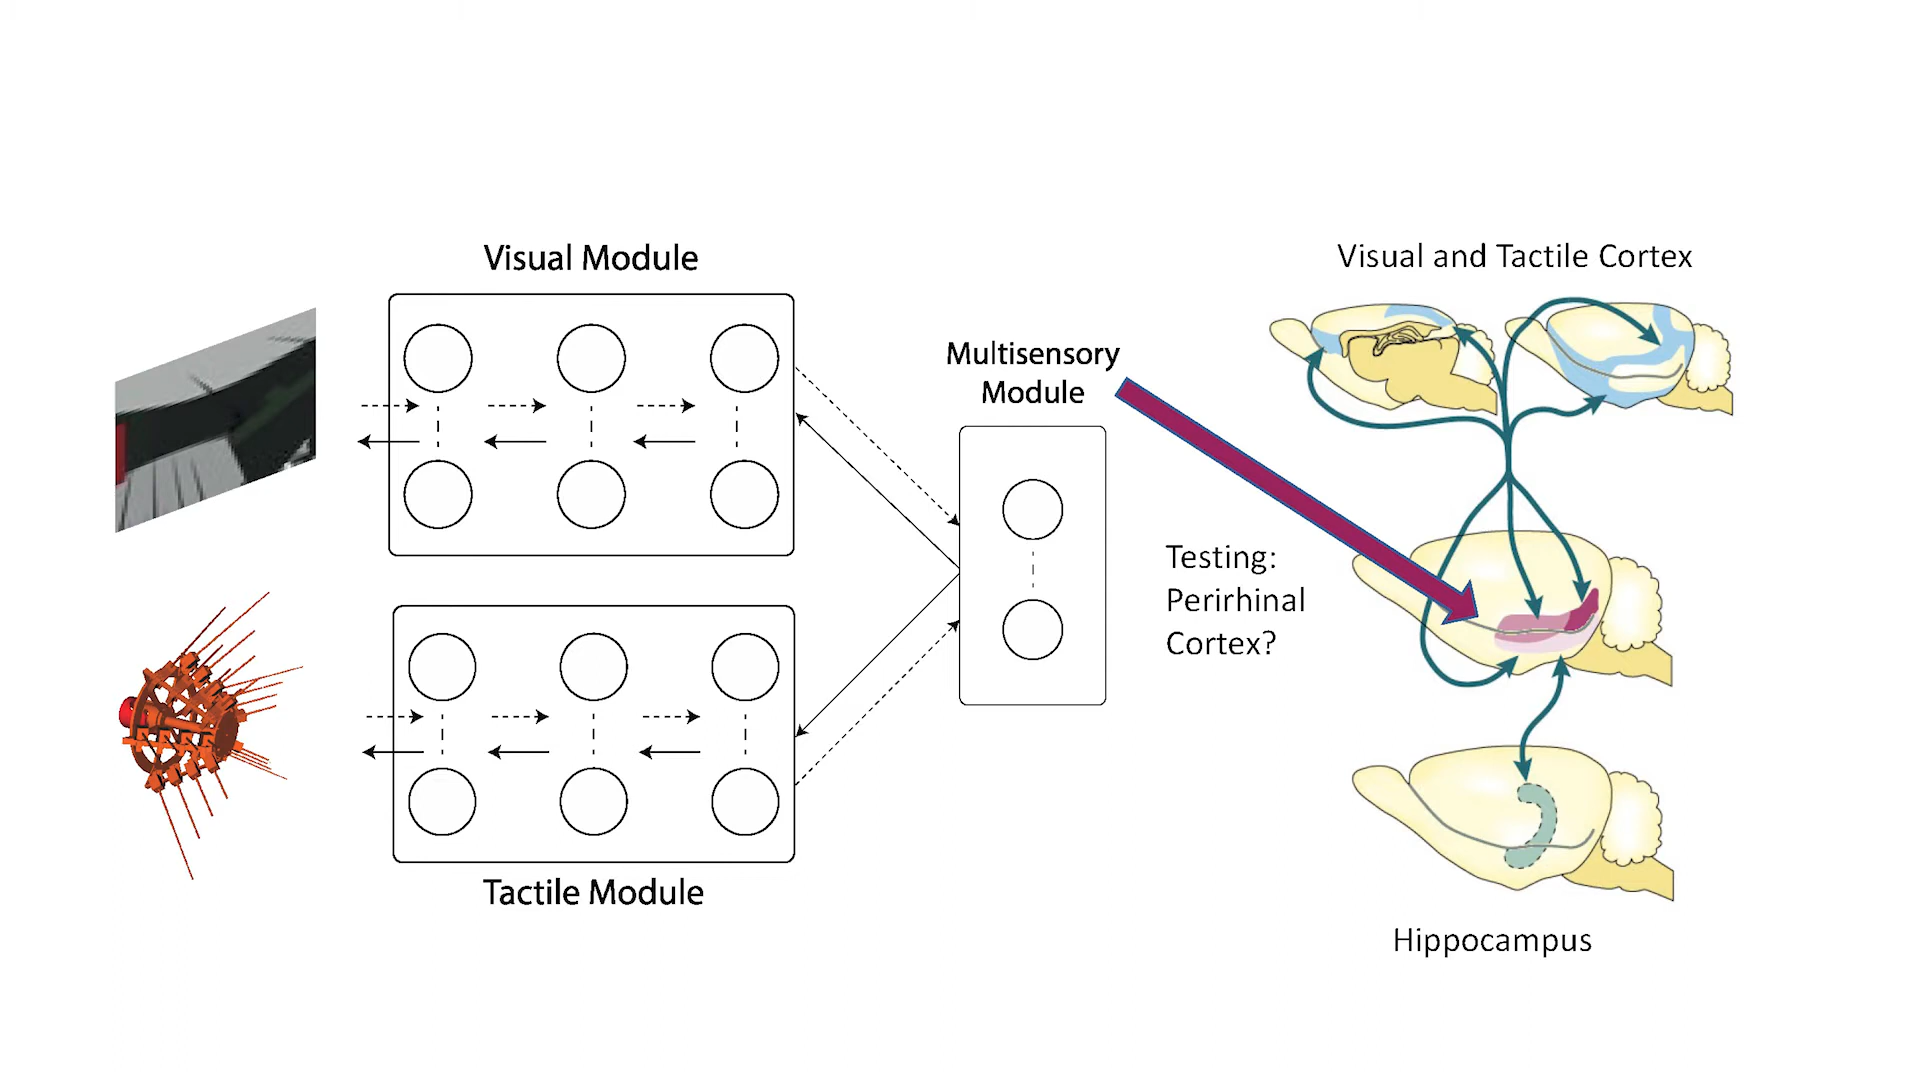 Visual Module
Visual and Tactile Cortex
Multisensory
Module
Testing:
Perirhinal
Cortex?
Tactile Module
Hippocampus